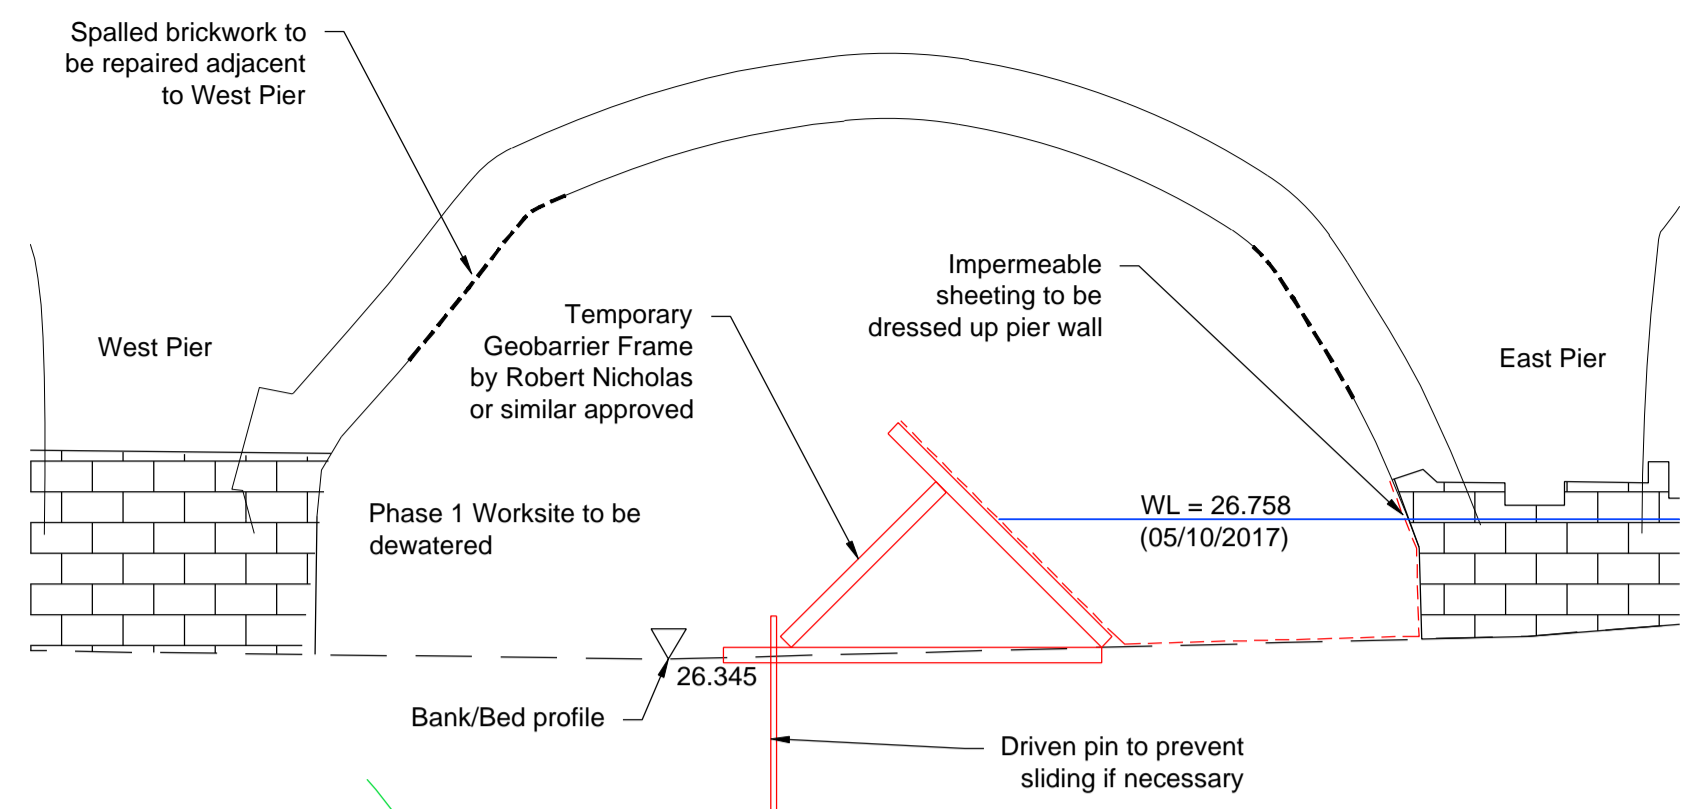 Spalled brickwork to
be repaired adjacent
to West Pier
Impermeable
sheeting to be
dressed up pier wall
Temporary
Geobarrier Frame
by Robert Nicholas
or similar approved
West Pier
East Pier
Phase 1 Worksite to be
dewatered
WL = 26.758
(05/10/2017)
26.345
Bank/Bed profile
Driven pin to prevent
sliding if necessary